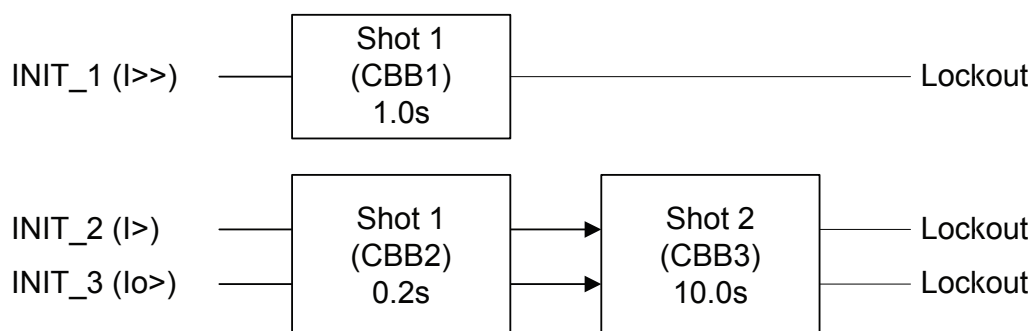 INIT_1 (I>>)
Shot 1
(CBB1)
1.0s
Lockout
INIT_2 (I>)
INIT_3 (Io>)
Shot 1
(CBB2)
0.2s
Shot 2
(CBB3)
10.0s
Lockout
Lockout